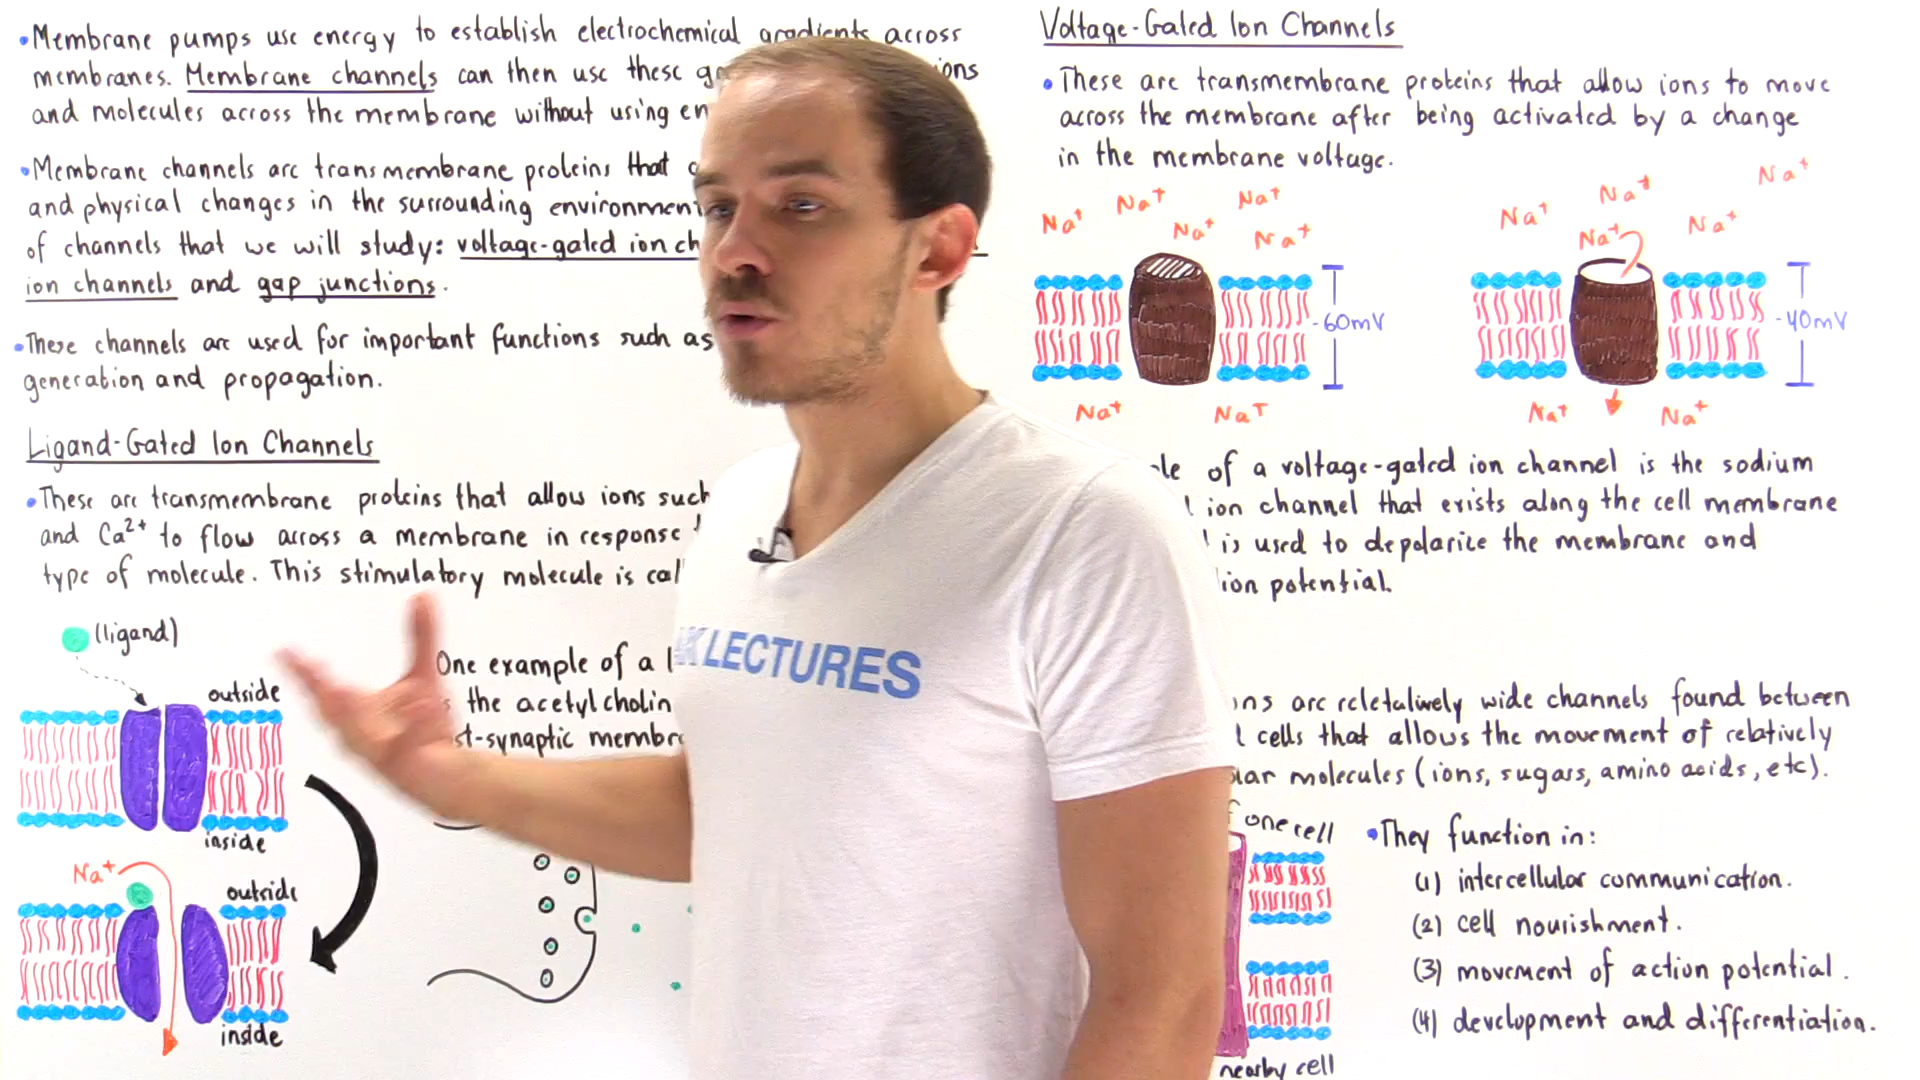 •Membrane pumps use energy to establish electrochemical gradients across
membranes. Membrane channels can then use these ions
and molecules across the membrane without using
•Membrane channels are transmembrane proteins that
and physical changes in the surrounding environment
of channels that we will study: voltage-gated ion
ion channels and gap junctions.
•These channels are used for important functions such as
generation and propagation.
Ligand-Gated Ion Channels
•These are transmembrane proteins that allow ions such
and Ca2+ to flow across a membrane in response
type of molecule. This stimulatory molecule is
(ligand)
outside
inside
Na+
outside
inside
One example of a
the acetylcholin
st-synaptic membr
AK LECTURES
Voltage-Gated Ion Channels
•These are transmembrane proteins that allow ions to move
across the membrane after being activated by a change
in the membrane voltage.
Na+ Na+ Na+ Na+ Na+
-60mV
Na+ Na+
Na+ Na+ Na+ Na+ Na+
-40mV
Na+ Na+
of a voltage-gated ion channel is the sodium
ion channel that exists along the cell membrane
is used to depolarize the membrane and
ion potential.
ons are relctalively wide channels found between
cells that allows the movement of relatively
molecules (ions, sugars, amino acids, etc).
one cell
nearby cell
•They function in:
(1) intercellular communication.
(2) cell nourishment.
(3) movement of action potential.
(4) development and differentiation.